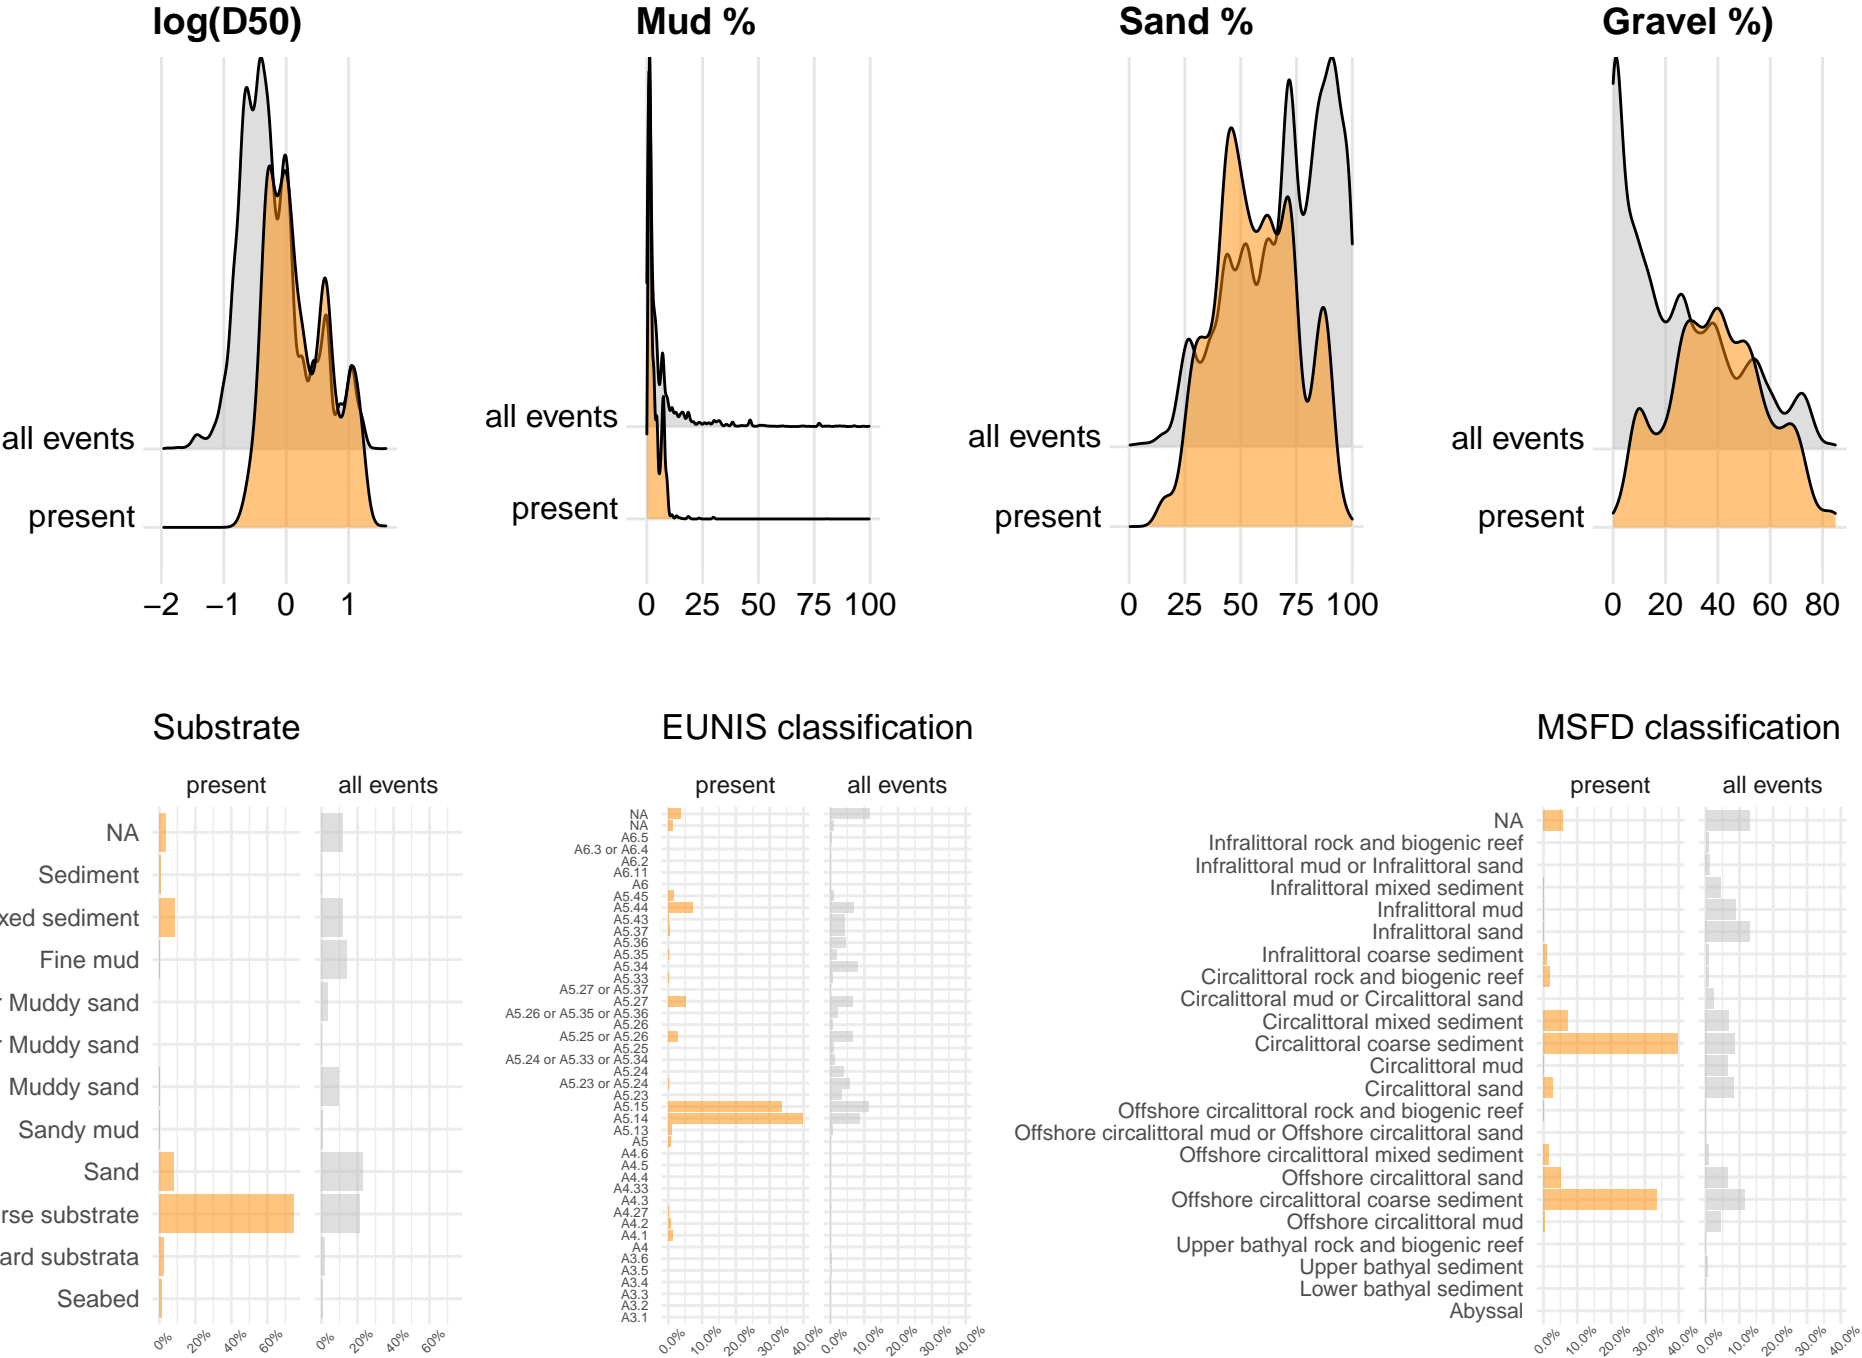 log(D50)
Mud %
Sand %
Gravel %)
all events
present
−2 −1 0 1
all events
present
0 25 50 75 100
all events
present
0 25 50 75 100
all events
present
0 20 40 60 80
Substrate
present all events
NA
Sediment
xed sediment
Fine mud
r Muddy sand
r Muddy sand
Muddy sand
Sandy mud
Sand
rse substrate
ard substrata
Seabed
0% 20% 40% 60% 0% 20% 40% 60%
EUNIS classification
present all events
NA
NA
A6.5
A6.3 or A6.4
A6.2
A6.11
A6
A5.45
A5.44
A5.43
A5.37
A5.36
A5.35
A5.34
A5.33
A5.27 or A5.37
A5.27
A5.26 or A5.35 or A5.36
A5.26
A5.25 or A5.26
A5.25
A5.24 or A5.33 or A5.34
A5.24
A5.23 or A5.24
A5.23
A5.15
A5.14
A5.13
A5
A4.6
A4.5
A4.4
A4.33
A4.3
A4.27
A4.2
A4.1
A4
A3.6
A3.5
A3.4
A3.3
A3.2
A3.1
0.0% 10.0% 20.0% 30.0% 40.0% 0.0% 10.0% 20.0% 30.0% 40.0%
MSFD classification
present all events
NA
Infralittoral rock and biogenic reef
Infralittoral mud or Infralittoral sand
Infralittoral mixed sediment
Infralittoral mud
Infralittoral sand
Infralittoral coarse sediment
Circalittoral rock and biogenic reef
Circalittoral mud or Circalittoral sand
Circalittoral mixed sediment
Circalittoral coarse sediment
Circalittoral mud
Circalittoral sand
Offshore circalittoral rock and biogenic reef
Offshore circalittoral mud or Offshore circalittoral sand
Offshore circalittoral mixed sediment
Offshore circalittoral sand
Offshore circalittoral coarse sediment
Offshore circalittoral mud
Upper bathyal rock and biogenic reef
Upper bathyal sediment
Lower bathyal sediment
Abyssal
0.0% 10.0% 20.0% 30.0% 40.0% 0.0% 10.0% 20.0% 30.0% 40.0%